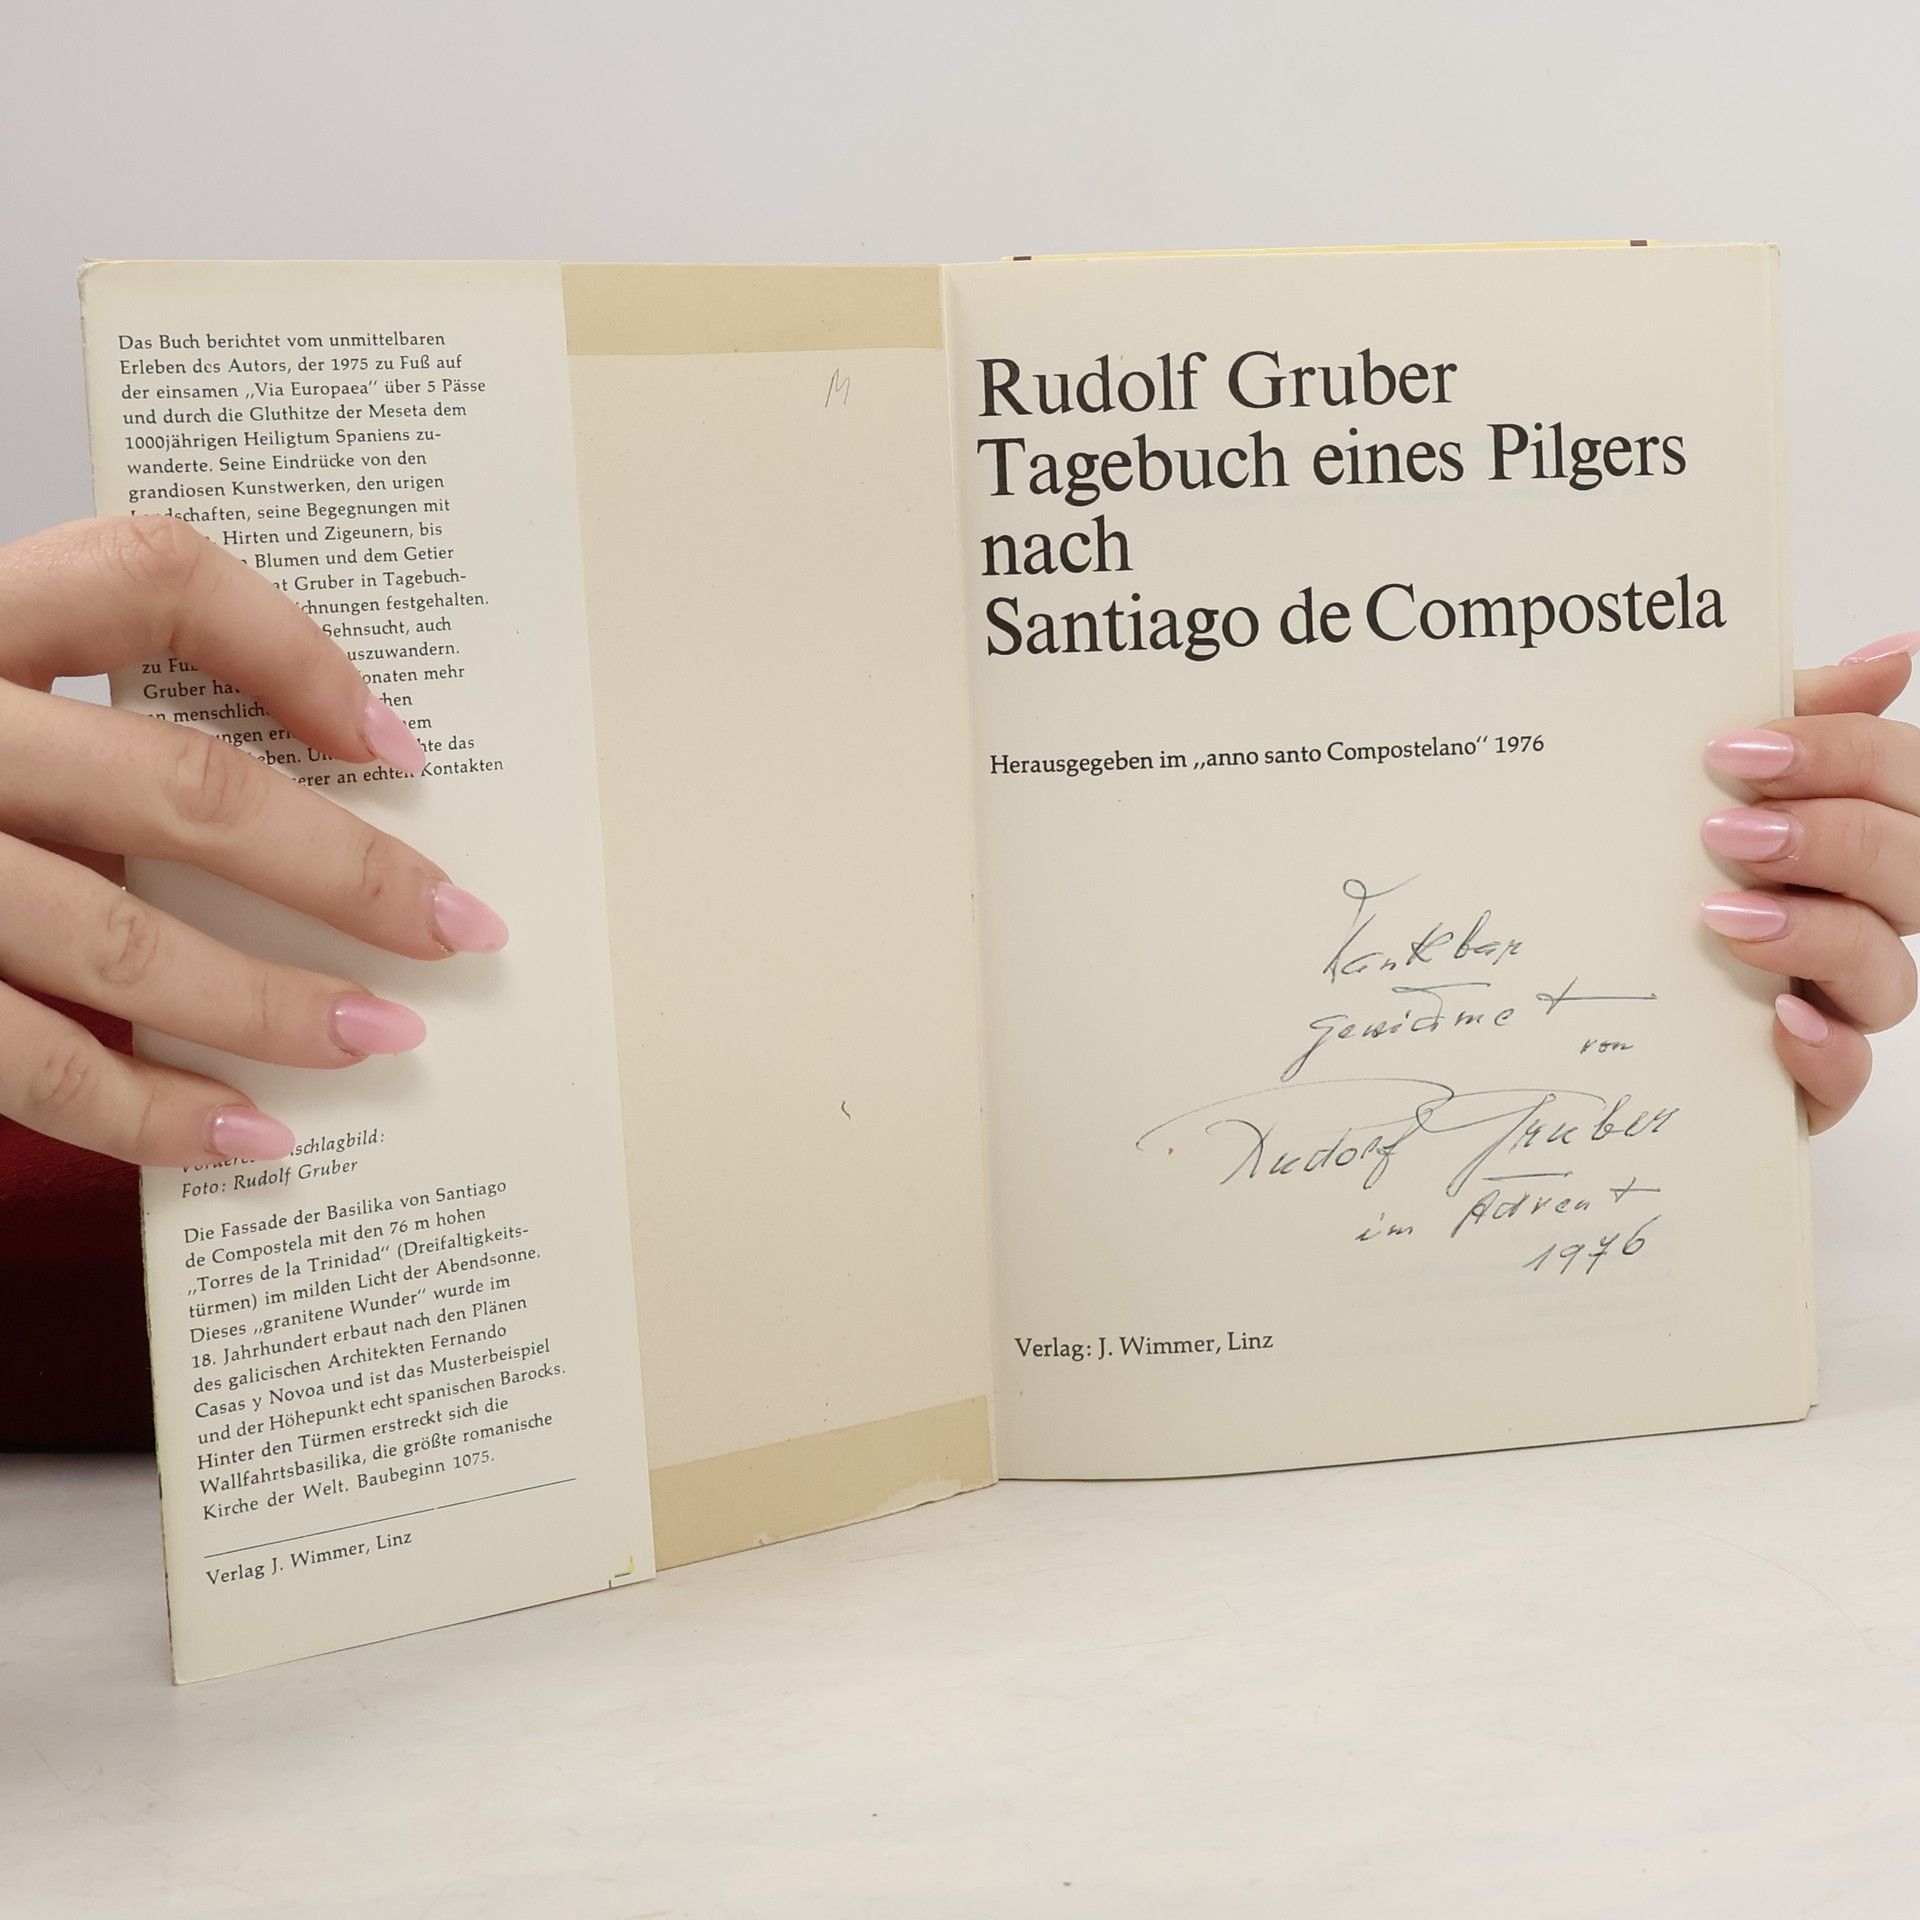 Das Buch berichtet vom unmittelbaren
Erleben des Autors, der 1975 zu Fuß auf
der einsamen „Via Europaea“ über 5 Pässe
und durch die Gluthitze der Meseta dem
1000jährigen Heiligtum Spaniens zu-
wanderte. Seine Eindrücke von den
grandiosen Kunstwerken, den urigen
Landschaften, seine Begegnungen mit
Hirten und Zigeunern, bis
Blumen und dem Getier
Gruber in Tagebuch-
festgehalten.
Sehnsucht, auch
zu
Gruber mehr
an echten Kontakten
Foto: Rudolf Gruber
Die Fassade der Basilika von Santiago
de Compostela mit den 76 m hohen
„Torres de la Trinidad“ (Dreifaltigkeits-
türmen) im milden Licht der Abendsonne.
Dieses „granitene Wunder“ wurde im
18. Jahrhundert erbaut nach den Plänen
des galicischen Architekten Fernando
Casas y Novoa und ist das Musterbeispiel
und der Höhepunkt echt spanischen Barocks.
Hinter den Türmen erstreckt sich die
Wallfahrtsbasilika, die größte romanische
Kirche der Welt. Baubeginn 1075.
Verlag J. Wimmer, Linz
M
Rudolf Gruber
Tagebuch eines Pilgers
nach
Santiago de Compostela
Herausgegeben im „anno santo Compostelano“ 1976
Dankbar
gewidmet
von
Rudolf Gruber
im Advent
1976
Verlag: J. Wimmer, Linz